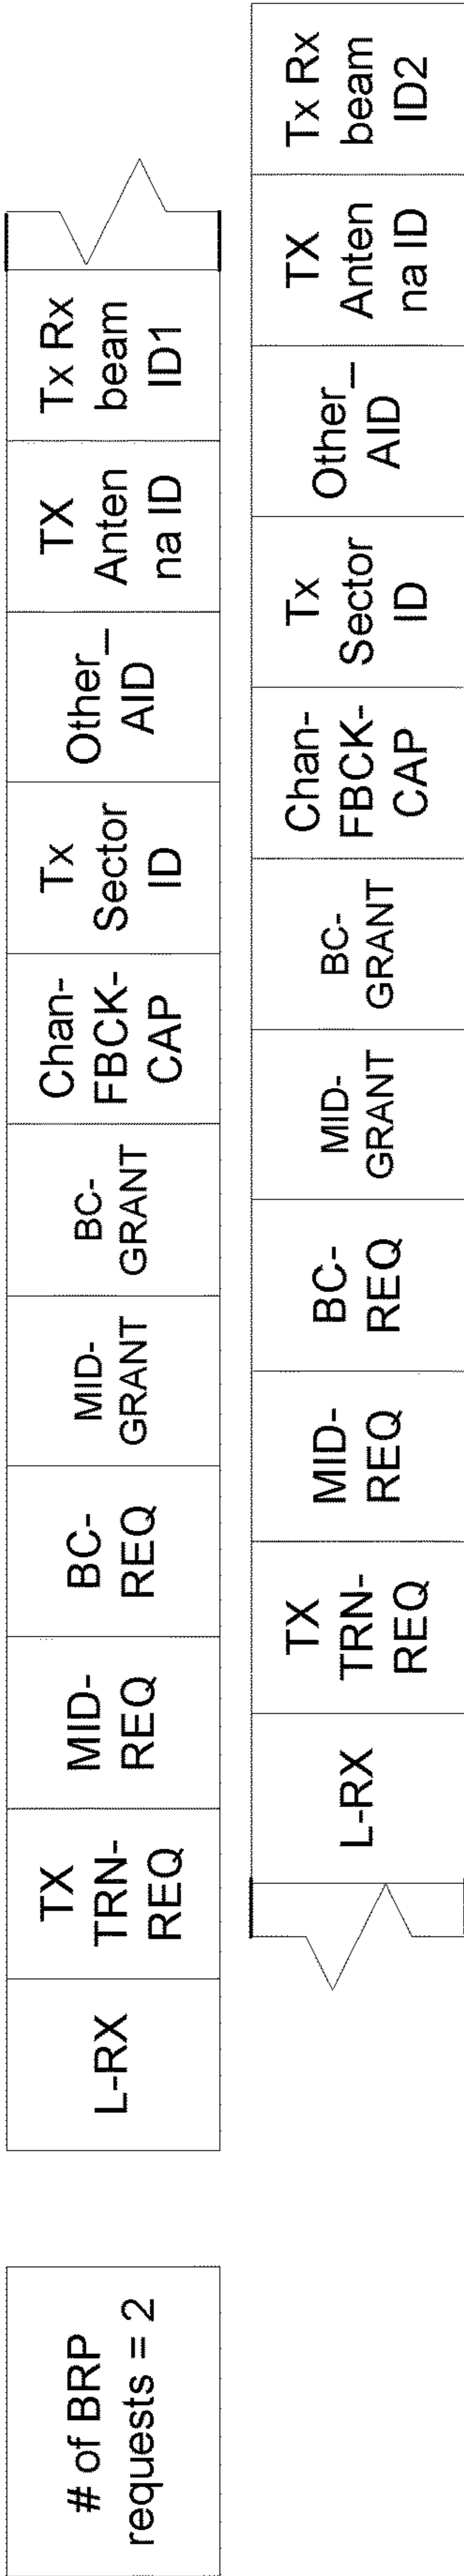 # of BRP
requests = 2
L-RX
TX
TRN-
REQ
MID-
REQ
BC-
REQ
MID-
GRANT
BC-
GRANT
Chan-
FBCK-
CAP
Tx
Sector
ID
Other_
AID
TX
Anten
na ID
Tx Rx
beam
ID1
L-RX
TX
TRN-
REQ
MID-
REQ
BC-
REQ
MID-
GRANT
BC-
GRANT
Chan-
FBCK-
CAP
Tx
Sector
ID
Other_
AID
TX
Anten
na ID
Tx Rx
beam
ID2